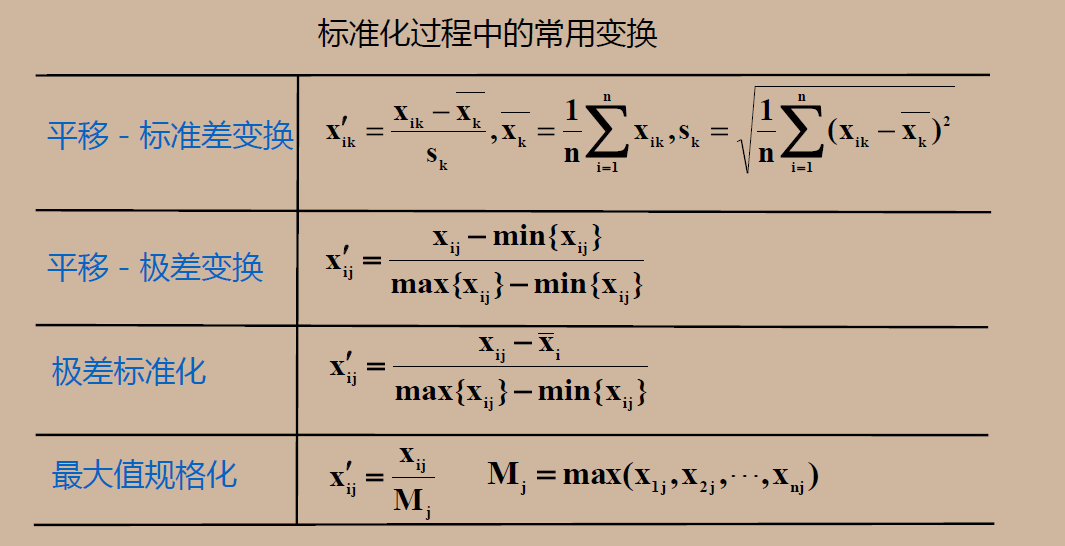 标准化过程中的常用变换
平移 - 标准差变换 x′ik = (xik − x̄k) / sk , x̄k = (1/n) ∑(i=1 to n) xik , sk = √((1/n) ∑(i=1 to n) (xik − x̄k)²)
平移 - 极差变换 x′ij = (xij − min{xij}) / (max{xij} − min{xij})
极差标准化 x′ij = (xij − x̄i) / (max{xij} − min{xij})
最大值规格化 x′ij = xij / Mj Mj = max(x1j, x2j, ⋯, xnj)